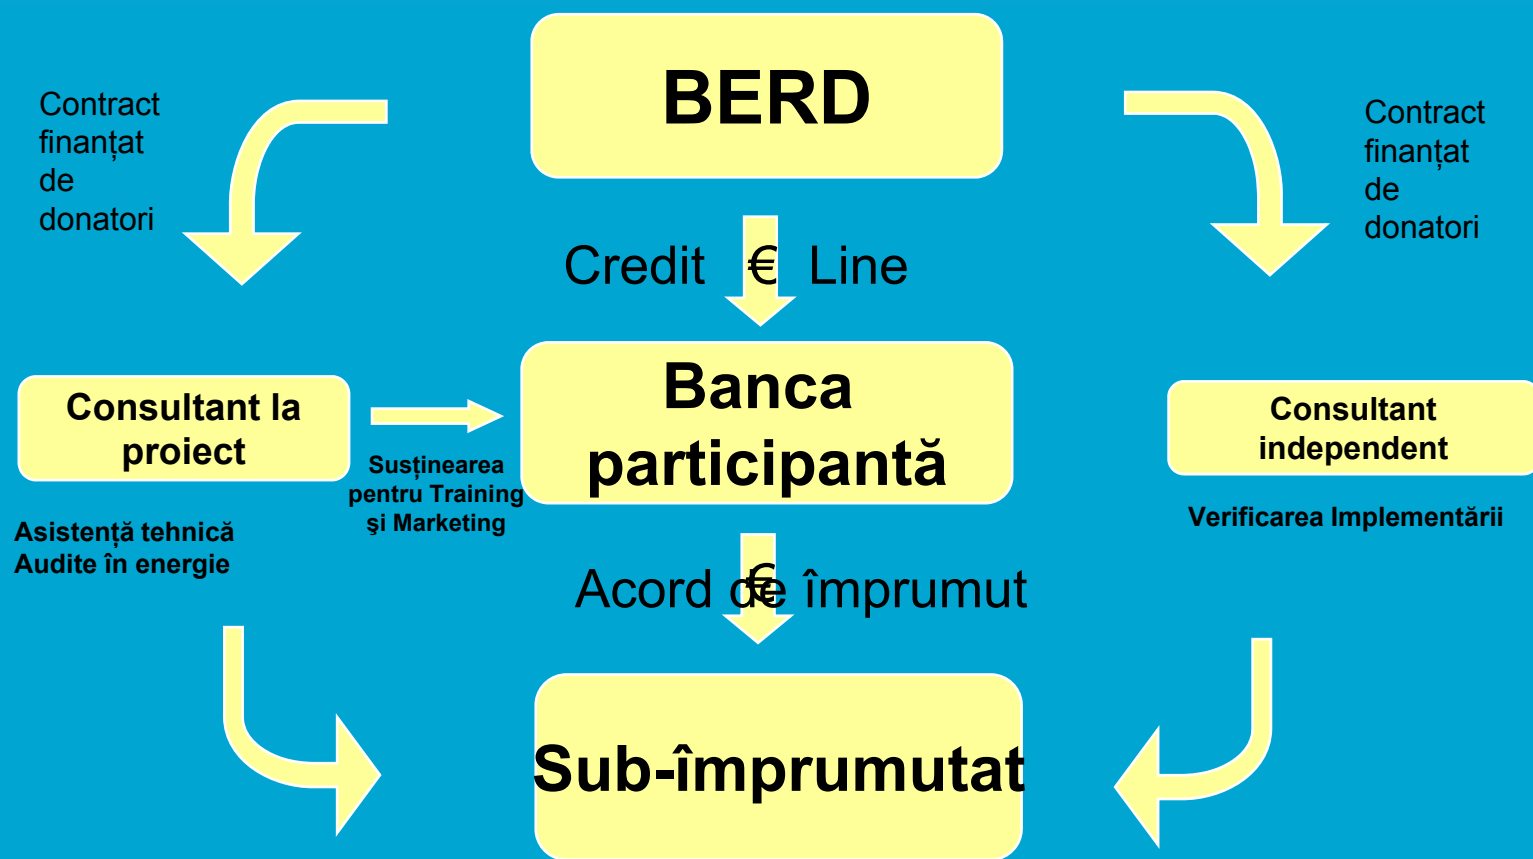 BERD
Contract
finanțat
de
donatori
Contract
finanțat
de
donatori
Credit € Line
Consultant la
proiect
Banca
participantă
Consultant
independent
Susținearea
pentru Training
şi Marketing
Asistență tehnică
Audite în energie
Verificarea Implementării
€
Acord de împrumut
Sub-împrumutat